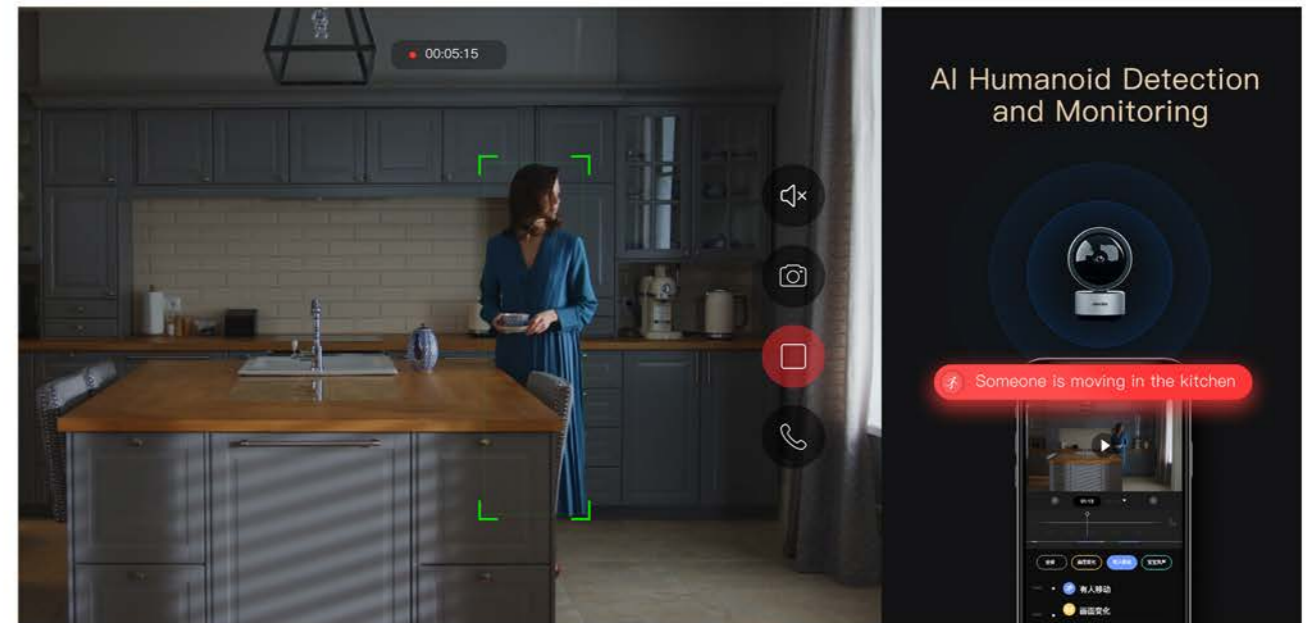 00:05:15
AI Humanoid Detection
and Monitoring
Someone is moving in the kitchen
有人移动
画面变化